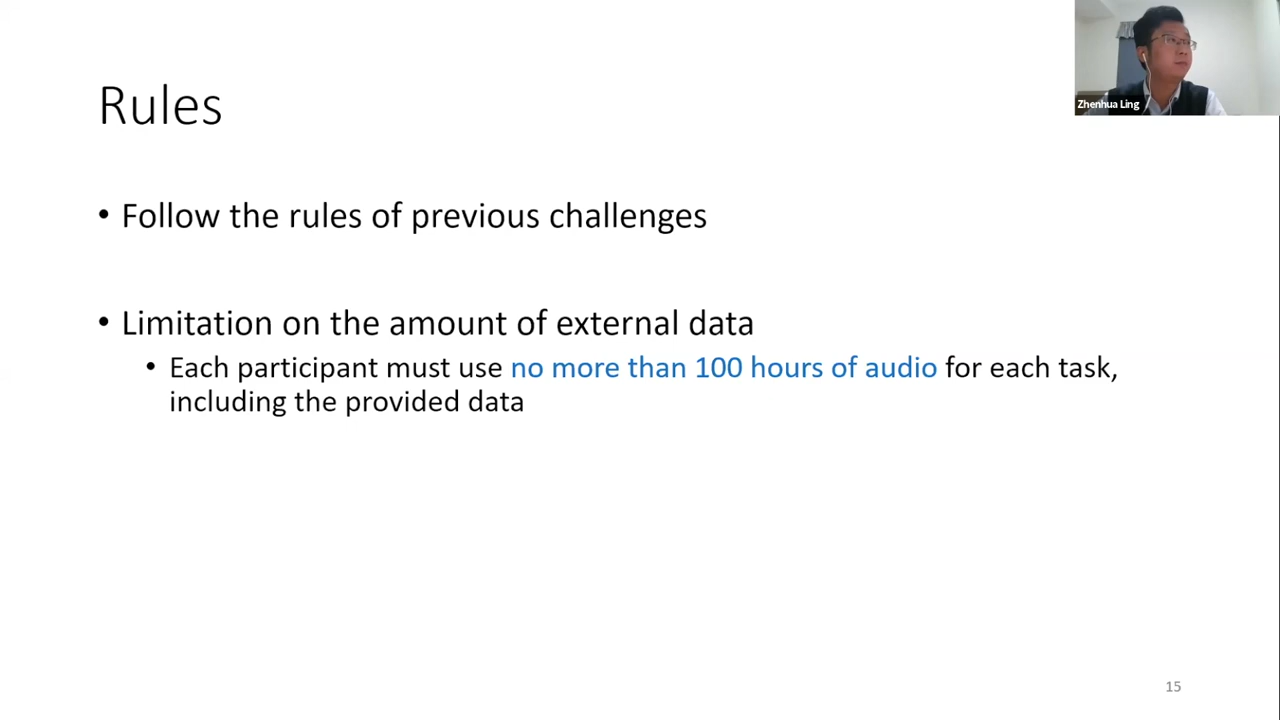 Rules
Zhenhua Ling
• Follow the rules of previous challenges
• Limitation on the amount of external data
• Each participant must use no more than 100 hours of audio for each task,
including the provided data
15